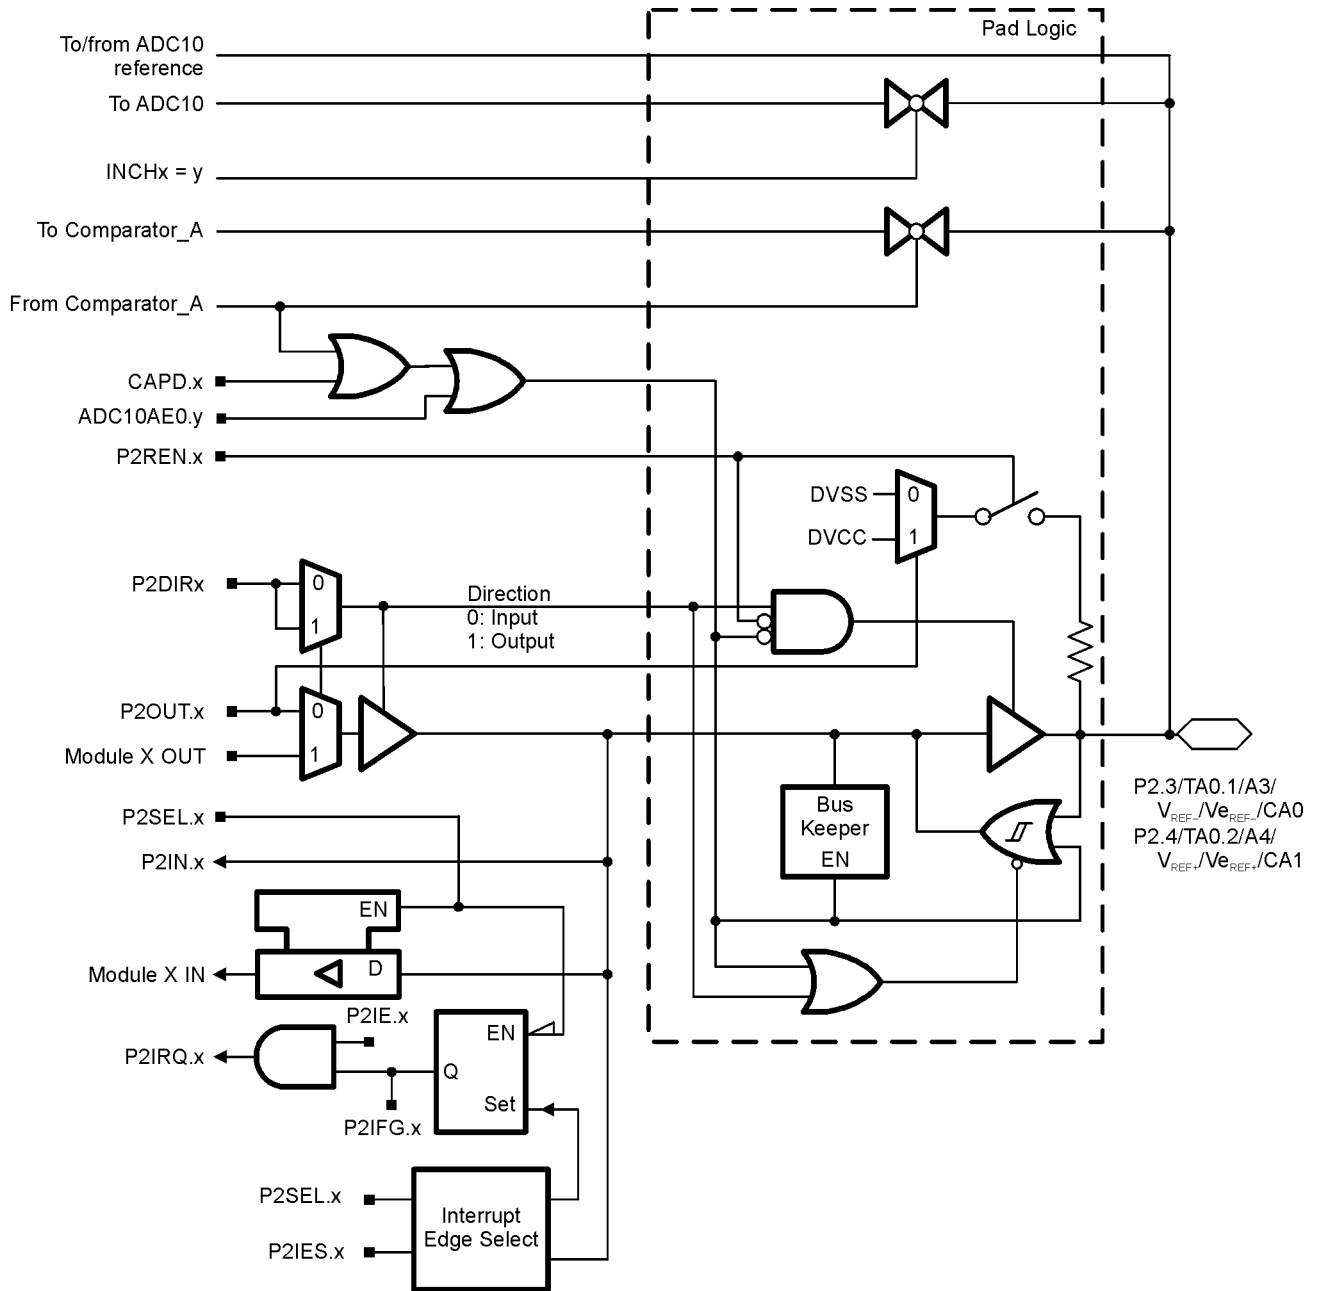 Pad Logic
To/from ADC10
reference
To ADC10
INCHx = y
To Comparator_A
From Comparator_A
CAPD.x
ADC10AE0.y
P2REN.x
DVSS
0
DVCC
1
P2DIRx
0
1
Direction
0: Input
1: Output
P2OUT.x
0
Module X OUT
1
P2SEL.x
P2IN.x
Bus
Keeper
EN
P2.3/TA0.1/A3/
VREF−/VeREF−/CA0
P2.4/TA0.2/A4/
VREF+/VeREF+/CA1
EN
D
Module X IN
P2IE.x
P2IRQ.x
EN
Q
Set
P2IFG.x
P2SEL.x
P2IES.x
Interrupt
Edge Select